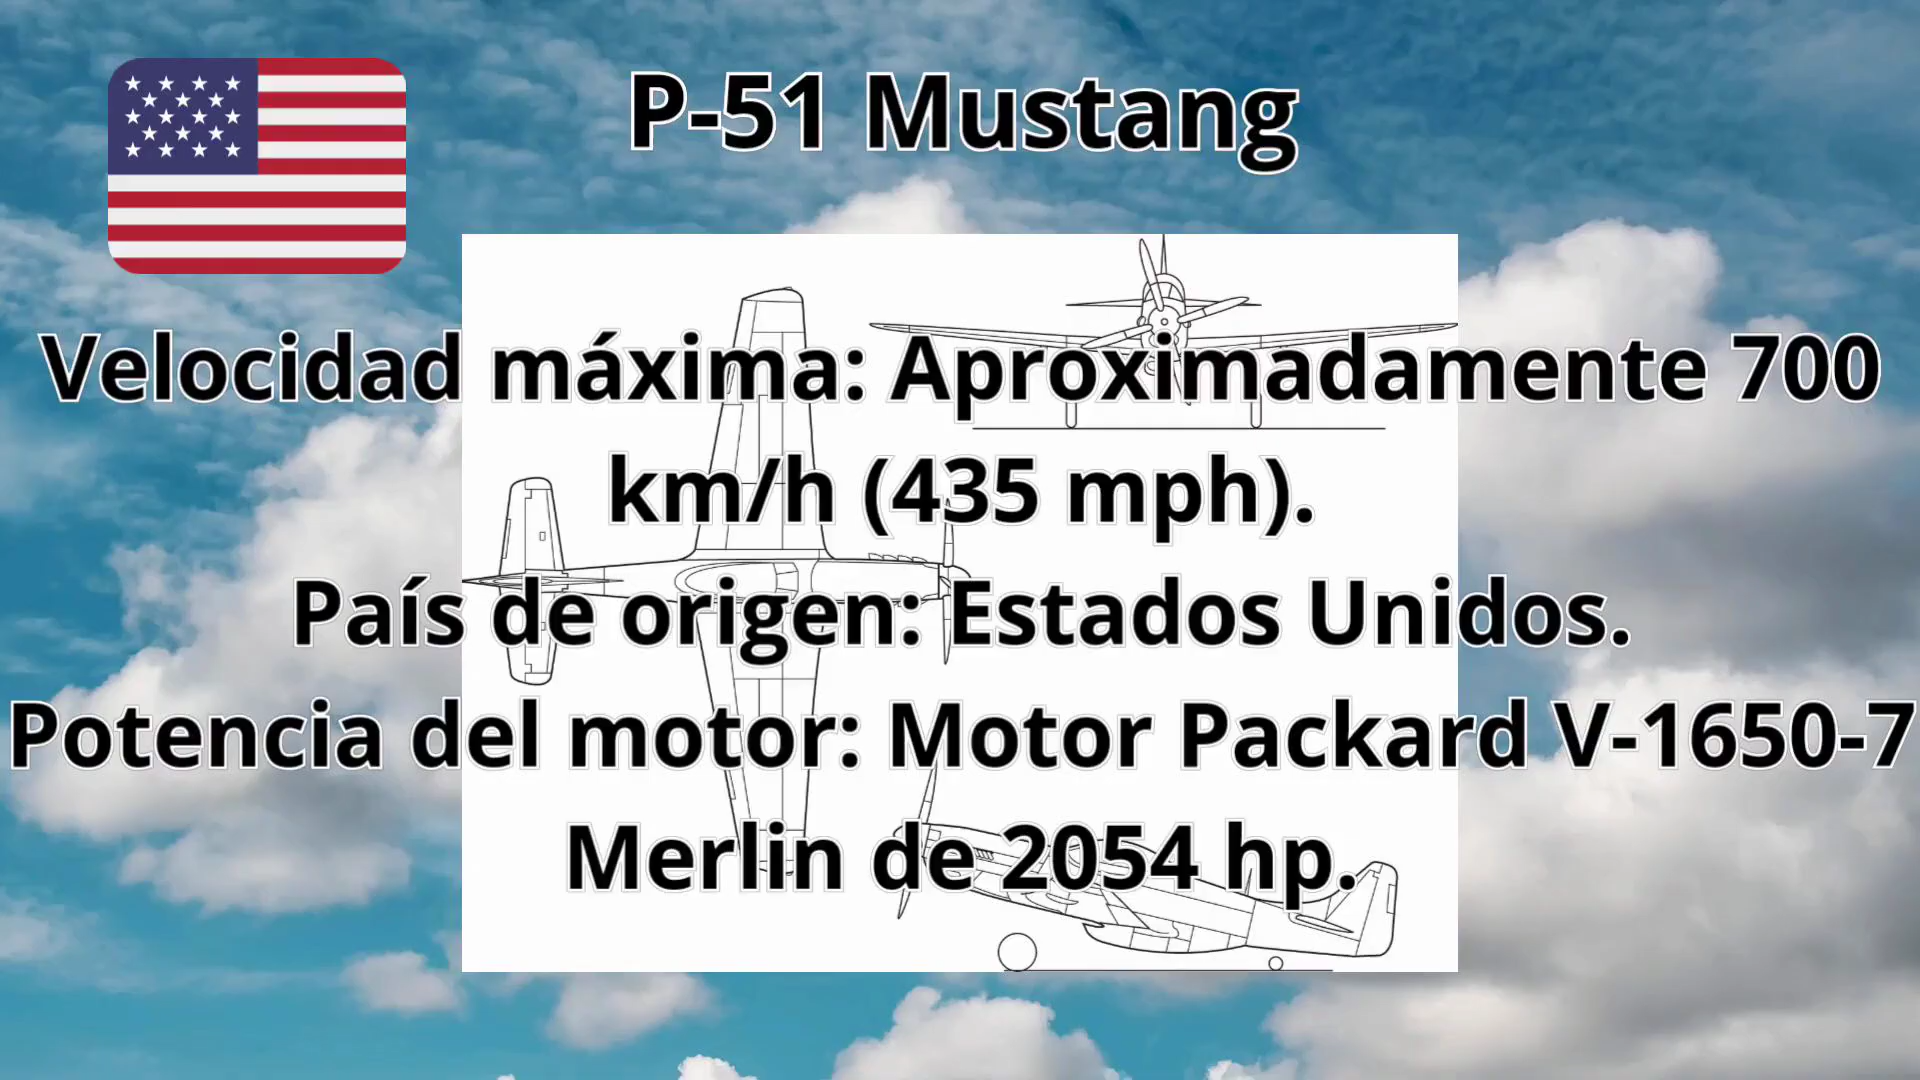 P-51 Mustang
Velocidad máxima: Aproximadamente 700
km/h (435 mph).
País de origen: Estados Unidos.
Potencia del motor: Motor Packard V-1650-7
Merlin de 2054 hp.